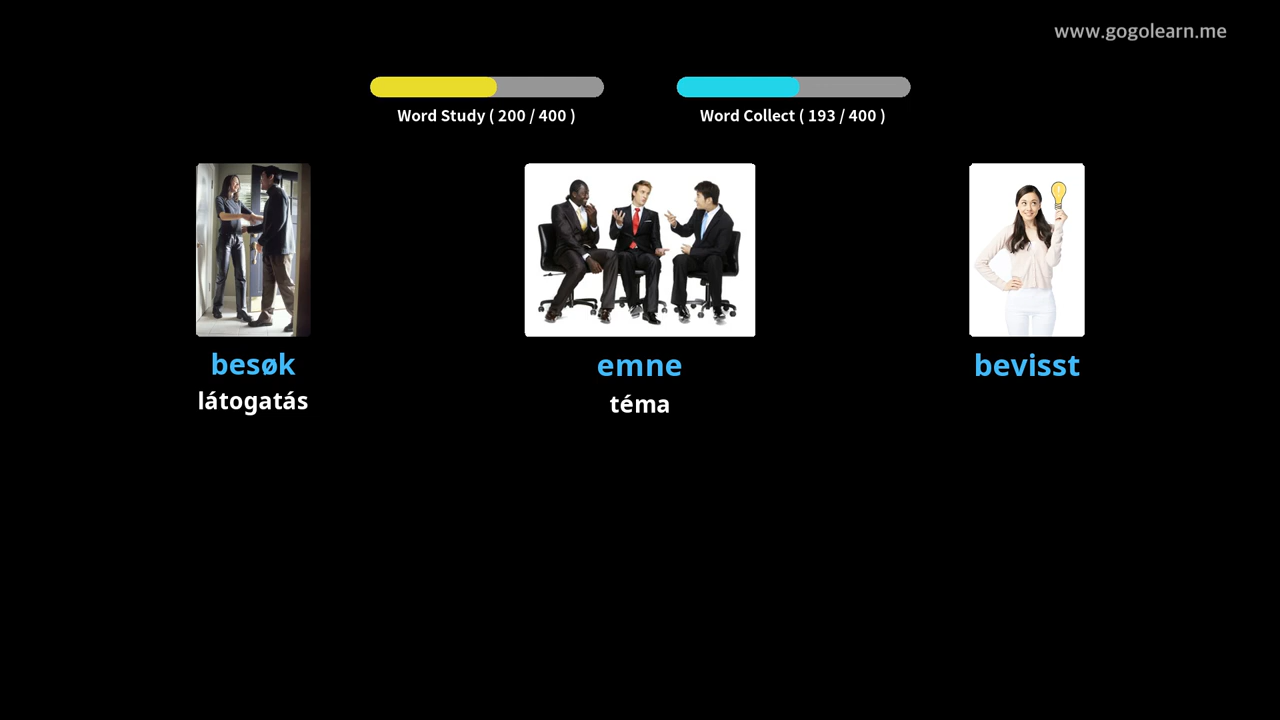 www.gogolearn.me
Word Study ( 200 / 400 )
Word Collect ( 193 / 400 )
besøk
látogatás
emne
téma
bevisst